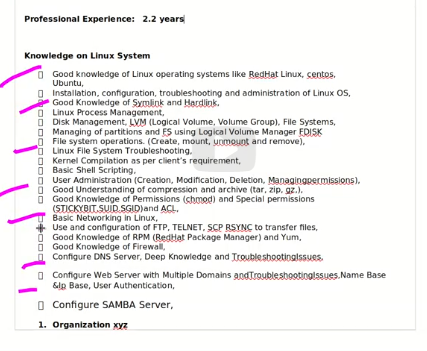 Professional Experience: 2.2 years
Knowledge on Linux System
Good knowledge of Linux operating systems like RedHat Linux, centos,
Ubuntu,
Installation, configuration, troubleshooting and administration of Linux OS,
Good Knowledge of Symlink and Hardlink,
Linux Process Management,
Disk Management, LVM (Logical Volume, Volume Group), File Systems,
Managing of partitions and FS using Logical Volume Manager FDISK
File system operations. (Create, mount, unmount and remove),
Linux File System Troubleshooting,
Kernel Compilation as per client's requirement,
Basic Shell Scripting,
User Administration (Creation, Modification, Deletion, Managingpermissions),
Good Understanding of compression and archive (tar, zip, gz,),
Good Knowledge of Permissions (chmod) and Special permissions
(STICKYBIT,SUID,SGID)and ACL,
Basic Networking in Linux,
Use and configuration of FTP, TELNET, SCP RSYNC to transfer files,
Good Knowledge of RPM (RedHat Package Manager) and Yum,
Good Knowledge of Firewall,
Configure DNS Server, Deep Knowledge and TroubleshootingIssues,
Configure Web Server with Multiple Domains andTroubleshootingIssues,Name Base
&Ip Base, User Authentication,
Configure SAMBA Server,
1. Organization xyz